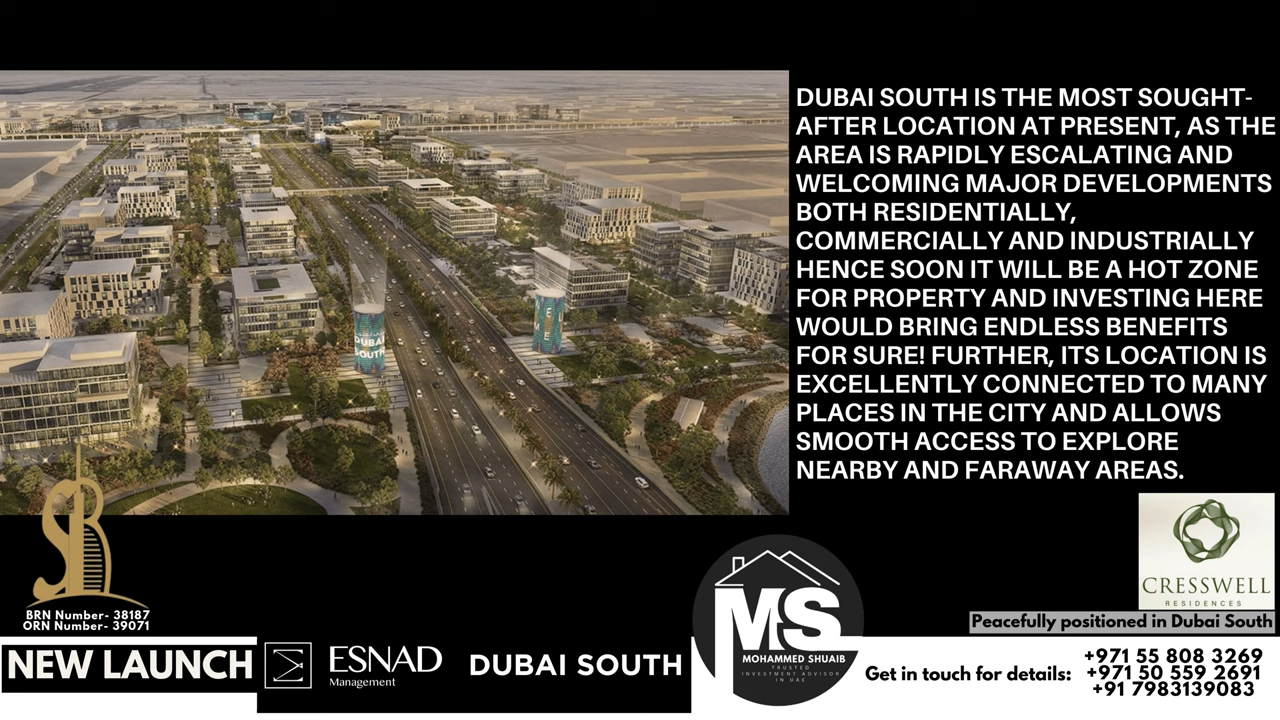 DUBAI SOUTH IS THE MOST SOUGHT-
AFTER LOCATION AT PRESENT, AS THE
AREA IS RAPIDLY ESCALATING AND
WELCOMING MAJOR DEVELOPMENTS
BOTH RESIDENTIALLY,
COMMERCIALLY AND INDUSTRIALLY
HENCE SOON IT WILL BE A HOT ZONE
FOR PROPERTY AND INVESTING HERE
WOULD BRING ENDLESS BENEFITS
FOR SURE! FURTHER, ITS LOCATION IS
EXCELLENTLY CONNECTED TO MANY
PLACES IN THE CITY AND ALLOWS
SMOOTH ACCESS TO EXPLORE
NEARBY AND FARAWAY AREAS.
DUBAI
SOUTH
CRESSWELL
RESIDENCES
Peacefully positioned in Dubai South
BRN Number- 38187
ORN Number- 39071
NEW LAUNCH
ESNAD
Management
DUBAI SOUTH
MS
MOHAMMED SHUAIB
TRUSTED
INVESTMENT ADVISOR
IN UAE
Get in touch for details:
+971 55 808 3269
+971 50 559 2691
+91 7983139083